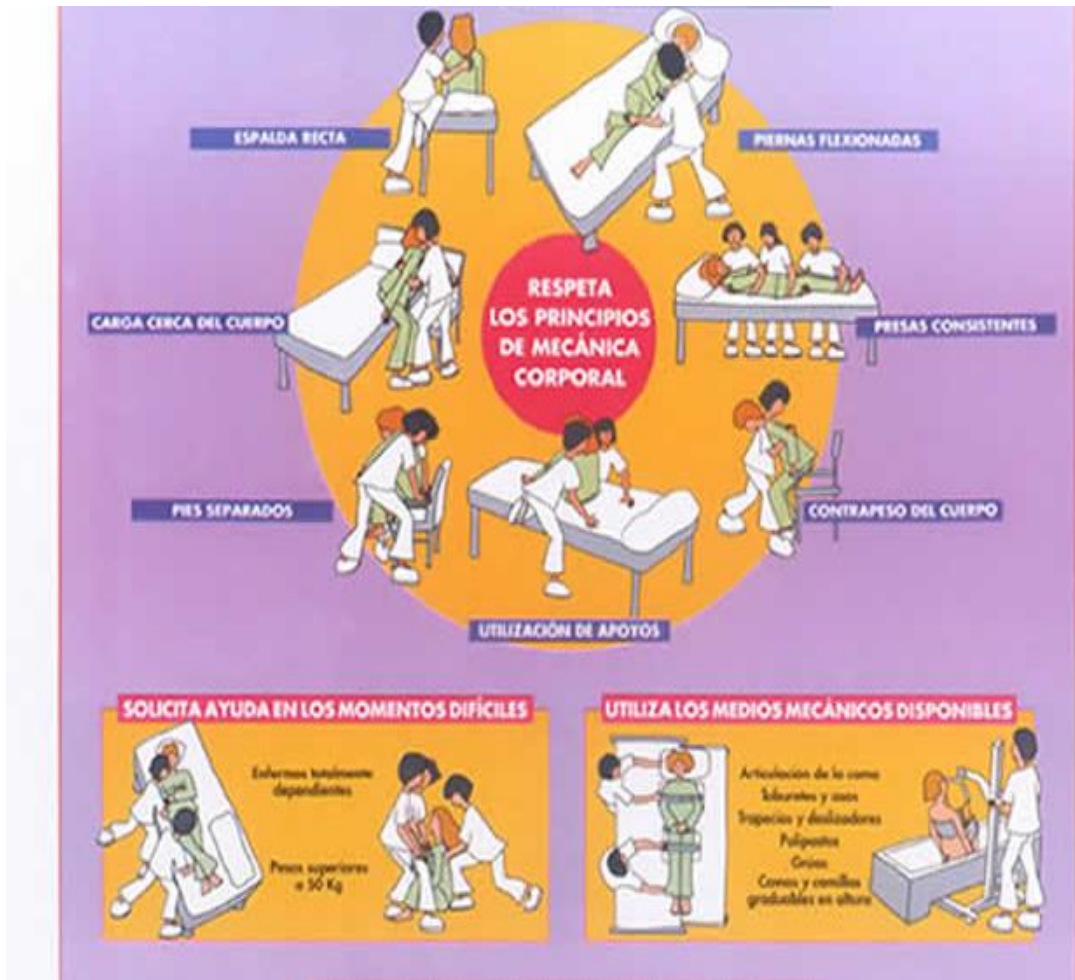 ESPALDA RECTA
PIERNAS FLEXIONADAS
RESPETA
LOS PRINCIPIOS
DE MECÁNICA
CORPORAL
CARGA CERCA DEL CUERPO
PRESAS CONSISTENTES
PIES SEPARADOS
CONTRAPESO DEL CUERPO
UTILIZACIÓN DE APOYOS
SOLICITA AYUDA EN LOS MOMENTOS DIFÍCILES
Enfermos totalmente
dependientes
Pesos superiores
a 50 Kg
UTILIZA LOS MEDIOS MECÁNICOS DISPONIBLES
Articulación de la cama
Taburetes y asas
Trapecios y deslizadores
Polipastos
Grúas
Camas y camillas
graduables en altura